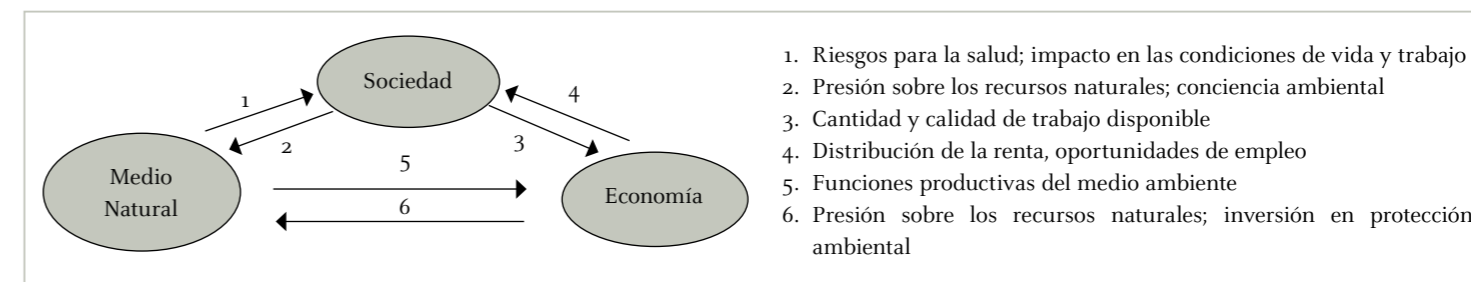 Sociedad
1
4
2
3
Medio
Natural
5
6
Economía
1. Riesgos para la salud; impacto en las condiciones de vida y trabajo
2. Presión sobre los recursos naturales; conciencia ambiental
3. Cantidad y calidad de trabajo disponible
4. Distribución de la renta, oportunidades de empleo
5. Funciones productivas del medio ambiente
6. Presión sobre los recursos naturales; inversión en protección
ambiental